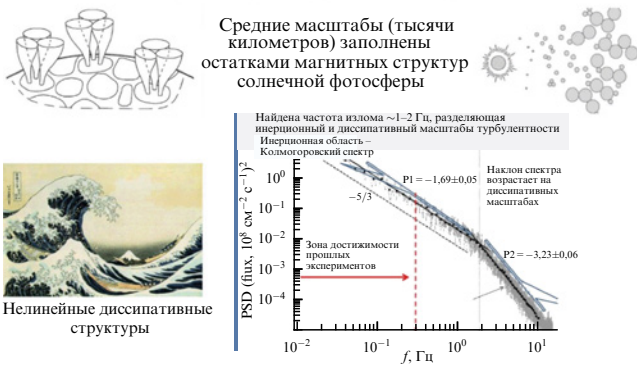 Средние масштабы (тысячи
километров) заполнены
остатками магнитных структур
солнечной фотосферы
Найдена частота излома ~1–2 Гц, разделяющая
инерционный и диссипативный масштабы турбулентности
Инерционная область –
Колмогоровский спектр
PSD (flux, 10⁸ см⁻² с⁻¹)²
10⁰
10⁻¹
10⁻²
10⁻³
10⁻⁴
P1 = −1,69±0,05
−5/3
Наклон спектра
возрастает на
диссипативных
масштабах
P2 = −3,23±0,06
Зона достижимости
прошлых
экспериментов
10⁻²
10⁻¹
10⁰
10¹
f, Гц
Нелинейные диссипативные
структуры